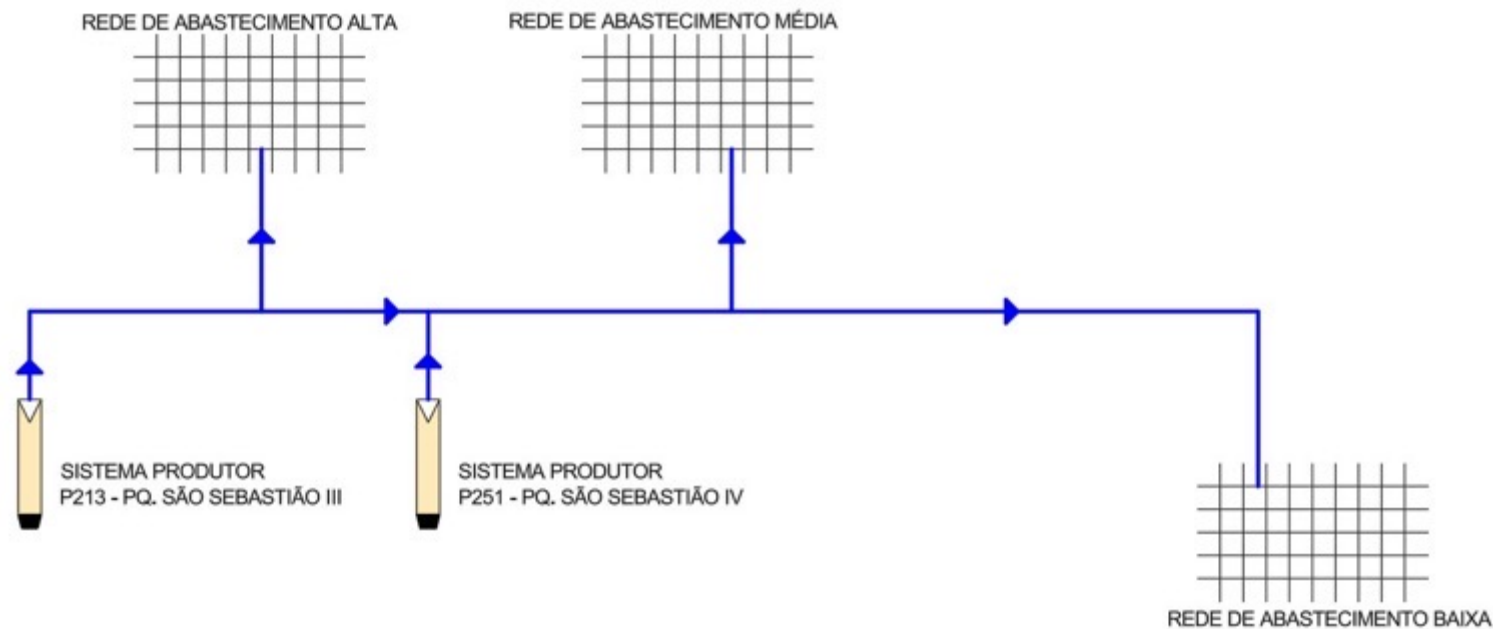 REDE DE ABASTECIMENTO ALTA
REDE DE ABASTECIMENTO MÉDIA
SISTEMA PRODUTOR
P213 - PQ. SÃO SEBASTIÃO III
SISTEMA PRODUTOR
P251 - PQ. SÃO SEBASTIÃO IV
REDE DE ABASTECIMENTO BAIXA